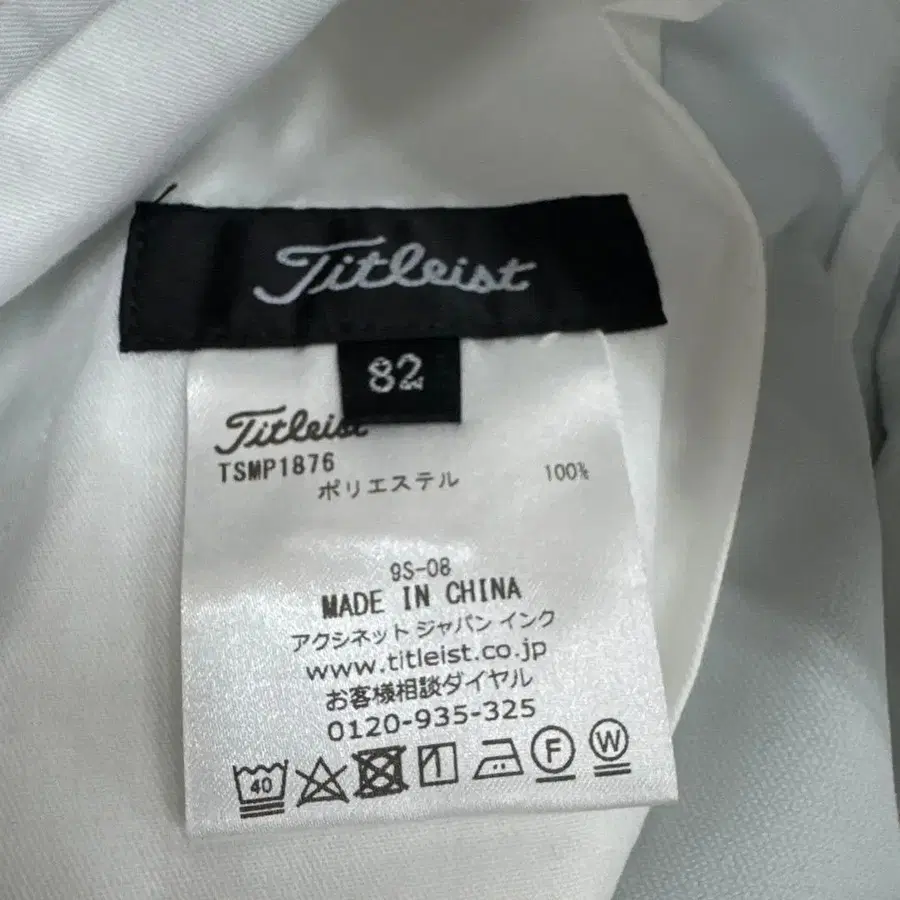 Titleist
82
Titleist
TSMP1876
ポリエステル 100%
9S-08
MADE IN CHINA
アクシネット ジャパン インク
www.titleist.co.jp
お客様相談ダイヤル
0120-935-325
40 F W